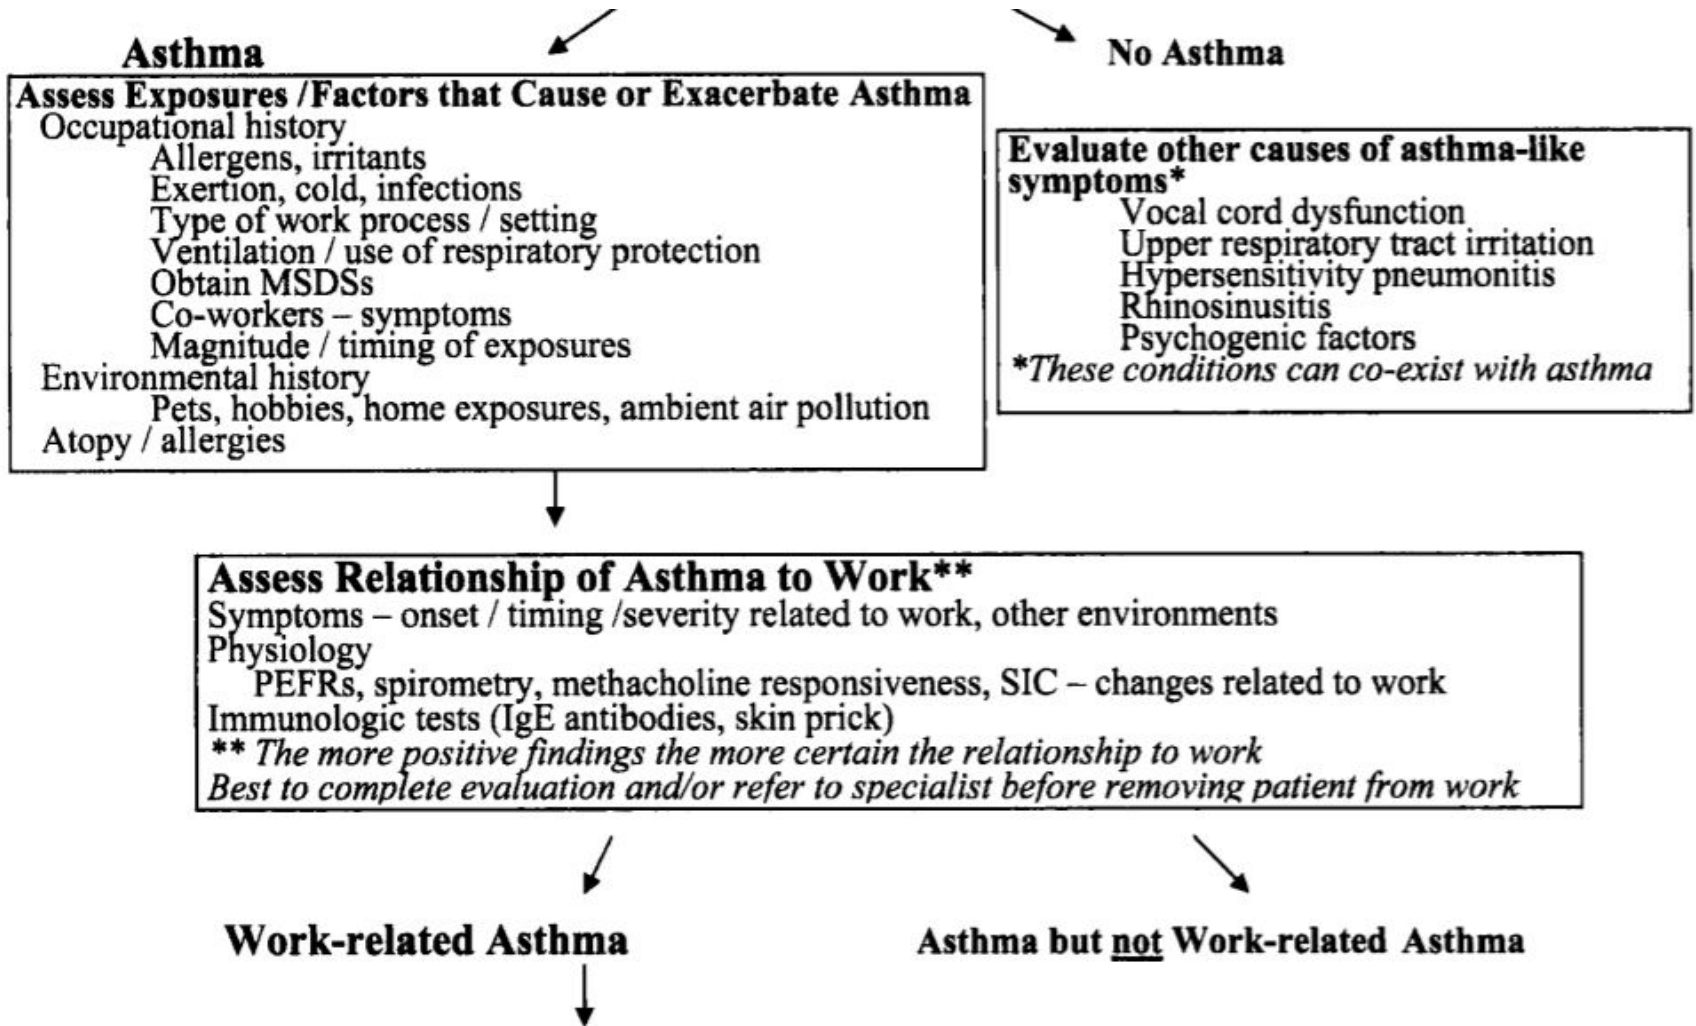 Asthma
No Asthma
Assess Exposures /Factors that Cause or Exacerbate Asthma
Occupational history
Allergens, irritants
Exertion, cold, infections
Type of work process / setting
Ventilation / use of respiratory protection
Obtain MSDSs
Co-workers – symptoms
Magnitude / timing of exposures
Environmental history
Pets, hobbies, home exposures, ambient air pollution
Atopy / allergies
Evaluate other causes of asthma-like
symptoms*
Vocal cord dysfunction
Upper respiratory tract irritation
Hypersensitivity pneumonitis
Rhinosinusitis
Psychogenic factors
*These conditions can co-exist with asthma
Assess Relationship of Asthma to Work**
Symptoms – onset / timing /severity related to work, other environments
Physiology
PEFRs, spirometry, methacholine responsiveness, SIC – changes related to work
Immunologic tests (IgE antibodies, skin prick)
** The more positive findings the more certain the relationship to work
Best to complete evaluation and/or refer to specialist before removing patient from work
Work-related Asthma
Asthma but not Work-related Asthma